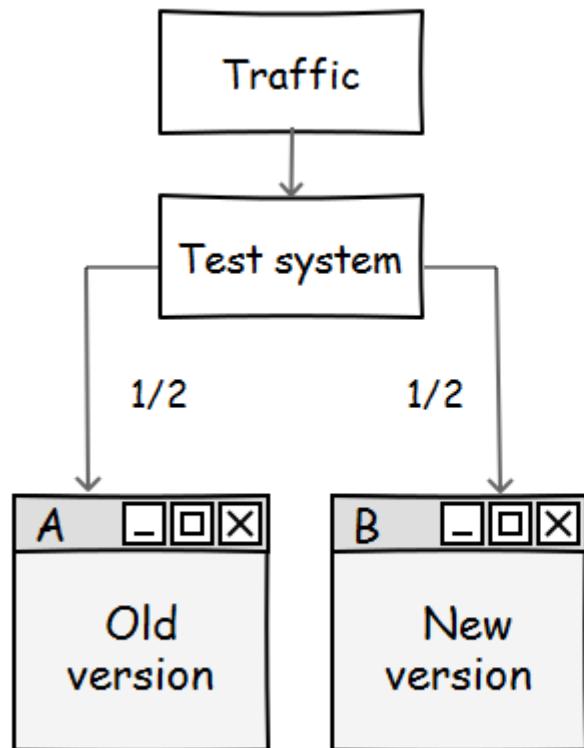 Traffic
Test system
1/2
1/2
A
B
Old
version
New
version